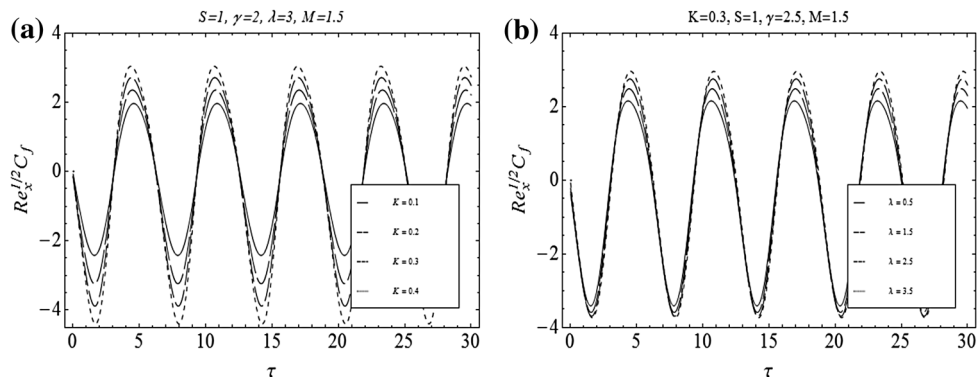 (a)
S=1, γ=2, λ=3, M=1.5
4
2
0
−2
−4
Re_x^{1/2} C_f
K = 0.1
K = 0.2
K = 0.3
K = 0.4
0 5 10 15 20 25 30
τ
(b)
K=0.3, S=1, γ=2.5, M=1.5
4
2
0
−2
−4
Re_x^{1/2} C_f
λ = 0.5
λ = 1.5
λ = 2.5
λ = 3.5
0 5 10 15 20 25 30
τ